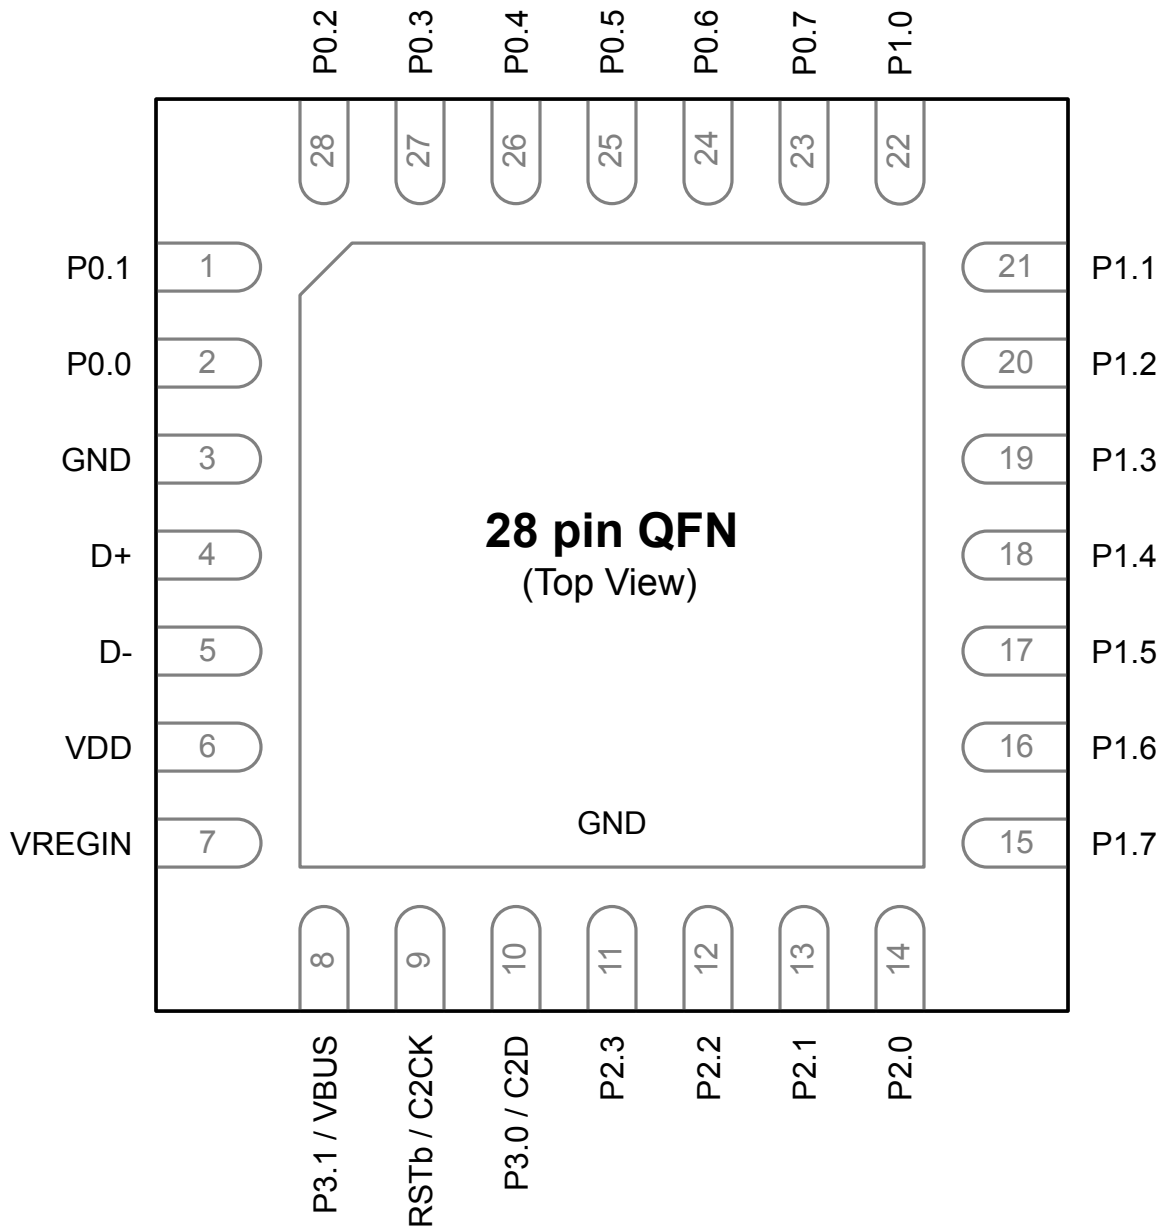 P0.2
P0.3
P0.4
P0.5
P0.6
P0.7
P1.0
28
27
26
25
24
23
22
P0.1
1
21
P1.1
P0.0
2
20
P1.2
GND
3
19
P1.3
D+
4
18
P1.4
D-
5
17
P1.5
VDD
6
16
P1.6
VREGIN
7
15
P1.7
28 pin QFN
(Top View)
GND
8
9
10
11
12
13
14
P3.1 / VBUS
RSTb / C2CK
P3.0 / C2D
P2.3
P2.2
P2.1
P2.0